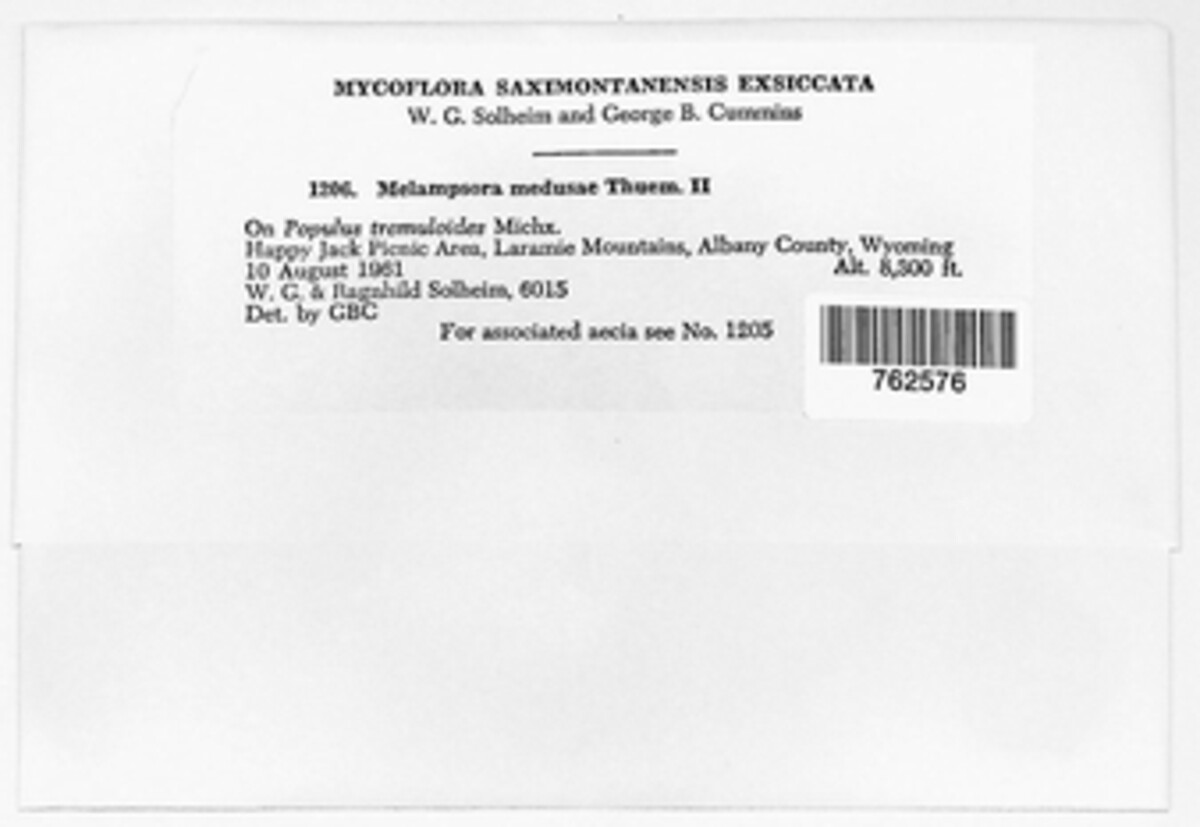 MYCOFLORA SAXIMONTANENSIS EXSICCATA
W. G. Solheim and George B. Cummins
1206. Melampsora medusae Thuem. II
On Populus tremuloides Michx.
Happy Jack Picnic Area, Laramie Mountains, Albany County, Wyoming
10 August 1961 Alt. 8,300 ft.
W. G. & Ragnhild Solheim, 6015
Det. by GBC
For associated aecia see No. 1205
762576